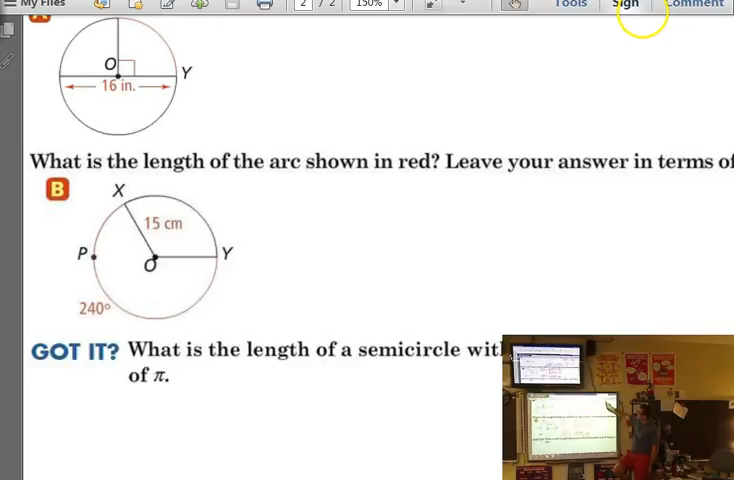 My Files
2 / 2
150%
Tools
Sign
Comment
A
O
Y
16 in.
What is the length of the arc shown in red? Leave your answer in terms of
B
X
15 cm
P
Y
O
240°
GOT IT? What is the length of a semicircle wit
of π.